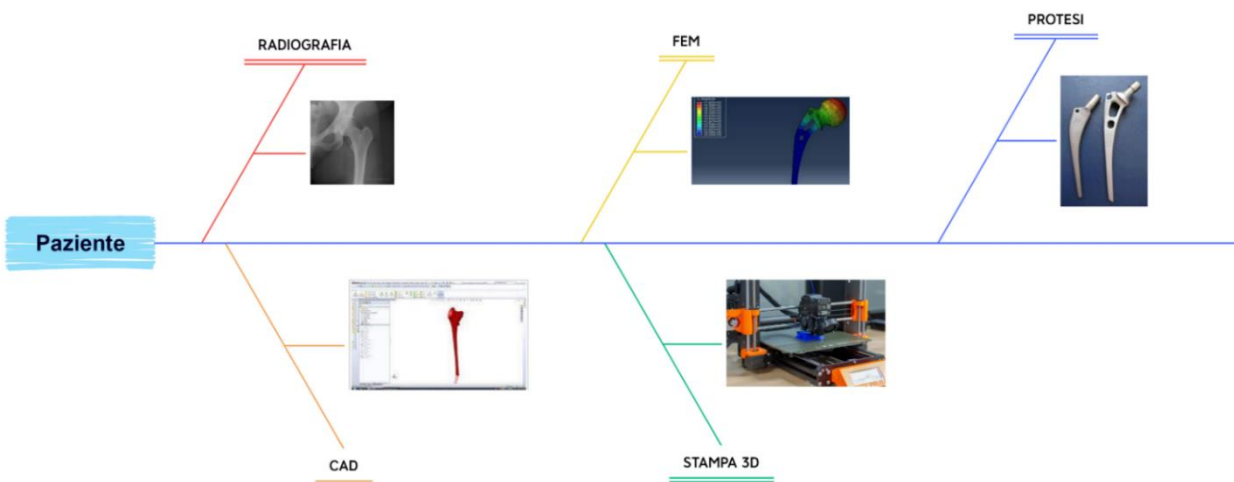 PROTESI
RADIOGRAFIA
FEM
Paziente
CAD
STAMPA 3D